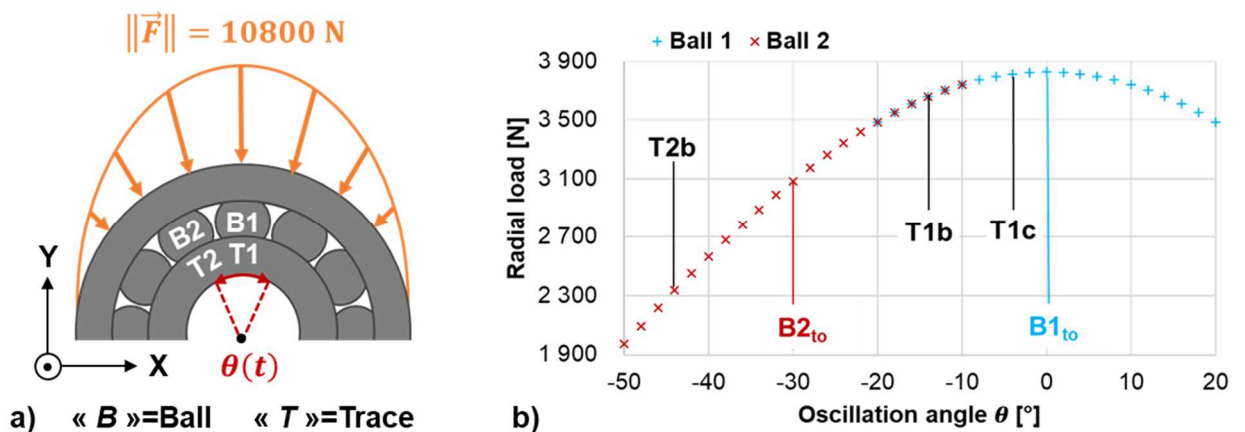 ‖F⃗‖ = 10800 N
B2
B1
T2
T1
Y
X
θ(t)
a) « B »=Ball « T »=Trace
+ Ball 1 × Ball 2
Radial load [N]
3 900
3 500
3 100
2 700
2 300
1 900
T2b
T1b
T1c
B2to
B1to
-50 -40 -30 -20 -10 0 10 20
b) Oscillation angle θ [°]